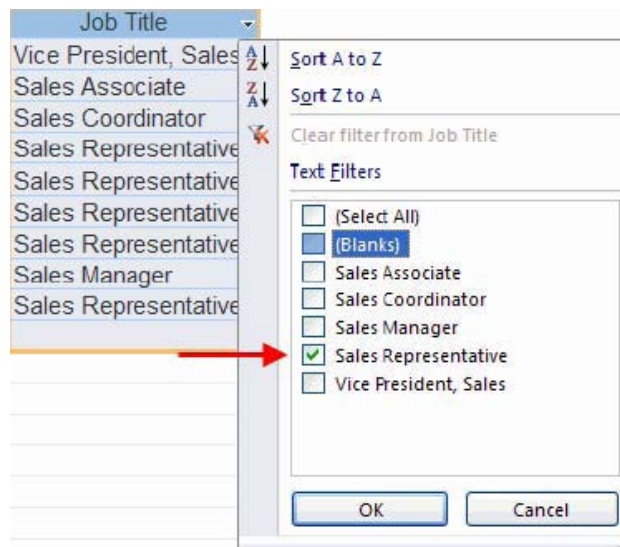 Job Title
Vice President, Sales
Sales Associate
Sales Coordinator
Sales Representative
Sales Representative
Sales Representative
Sales Representative
Sales Manager
Sales Representative
Sort A to Z
Sort Z to A
Clear filter from Job Title
Text Filters
(Select All)
(Blanks)
Sales Associate
Sales Coordinator
Sales Manager
Sales Representative
Vice President, Sales
OK Cancel